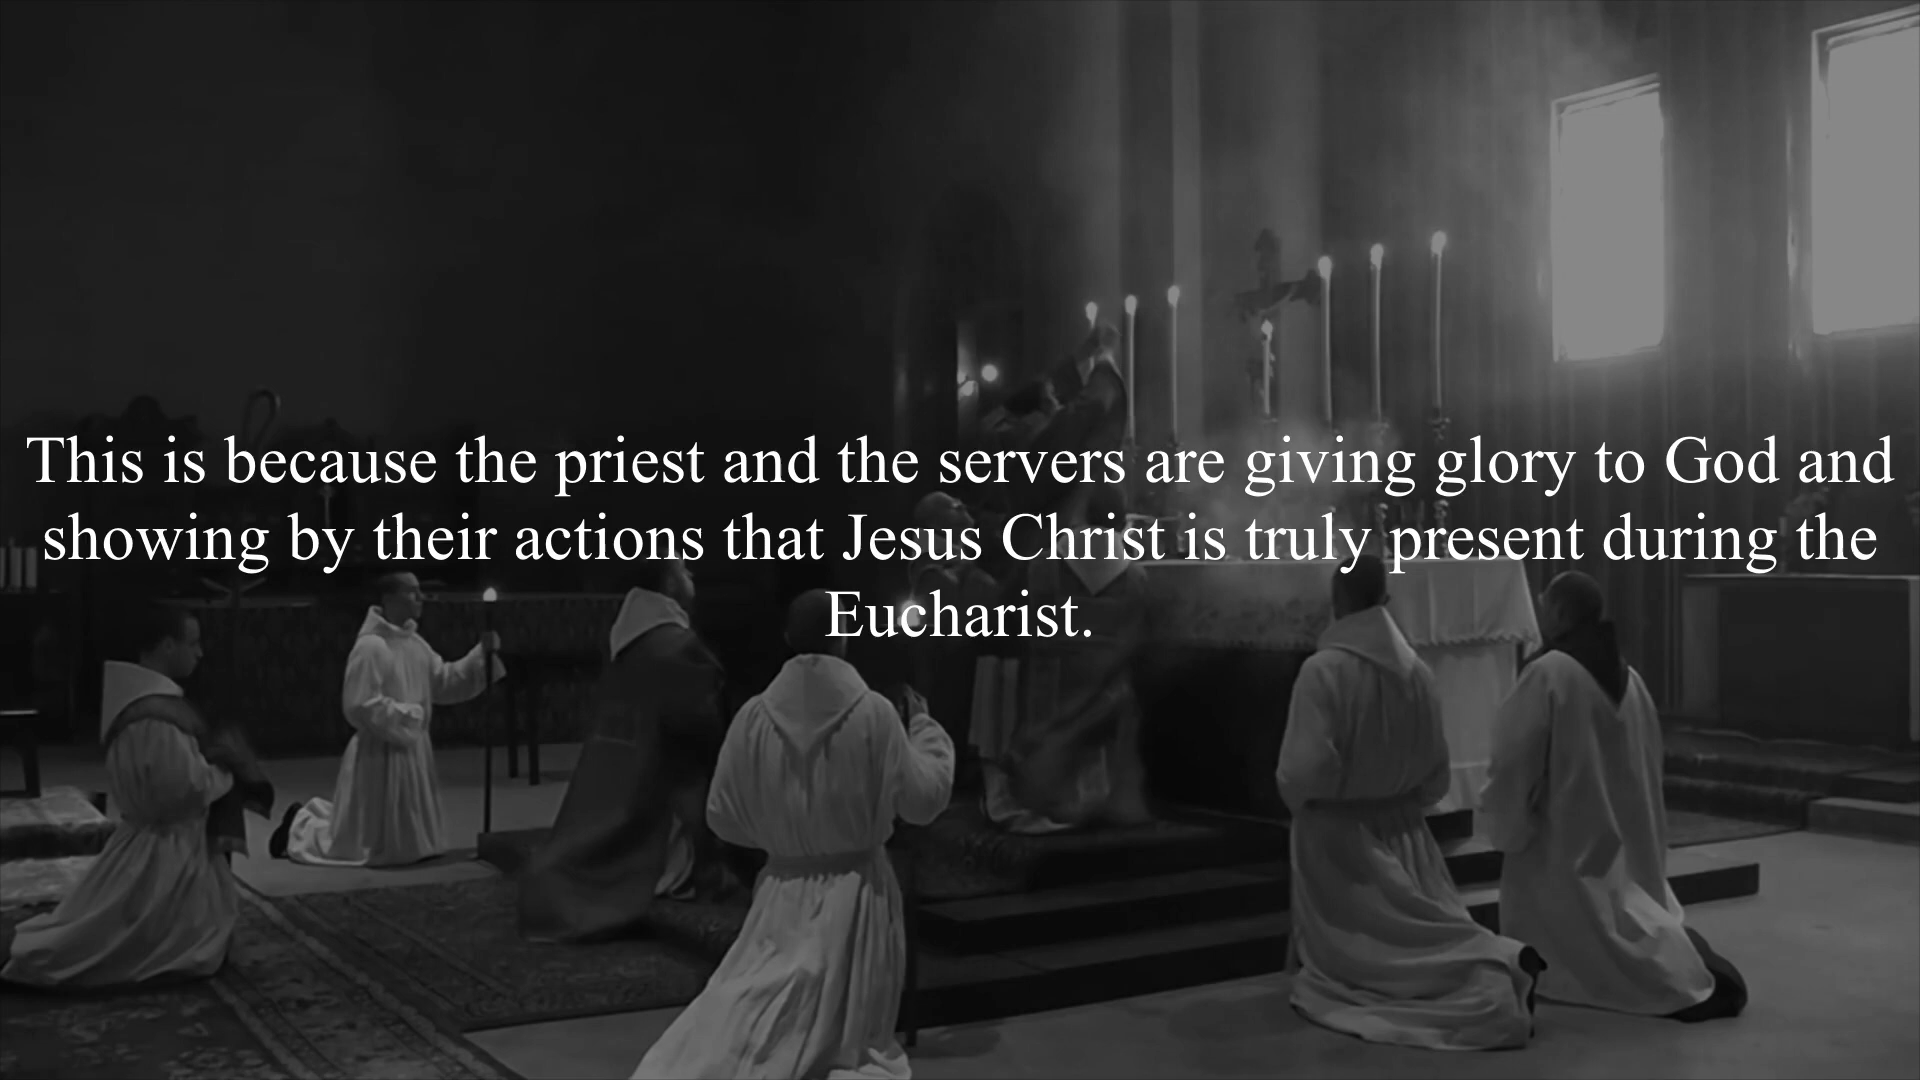 This is because the priest and the servers are giving glory to God and
showing by their actions that Jesus Christ is truly present during the
Eucharist.